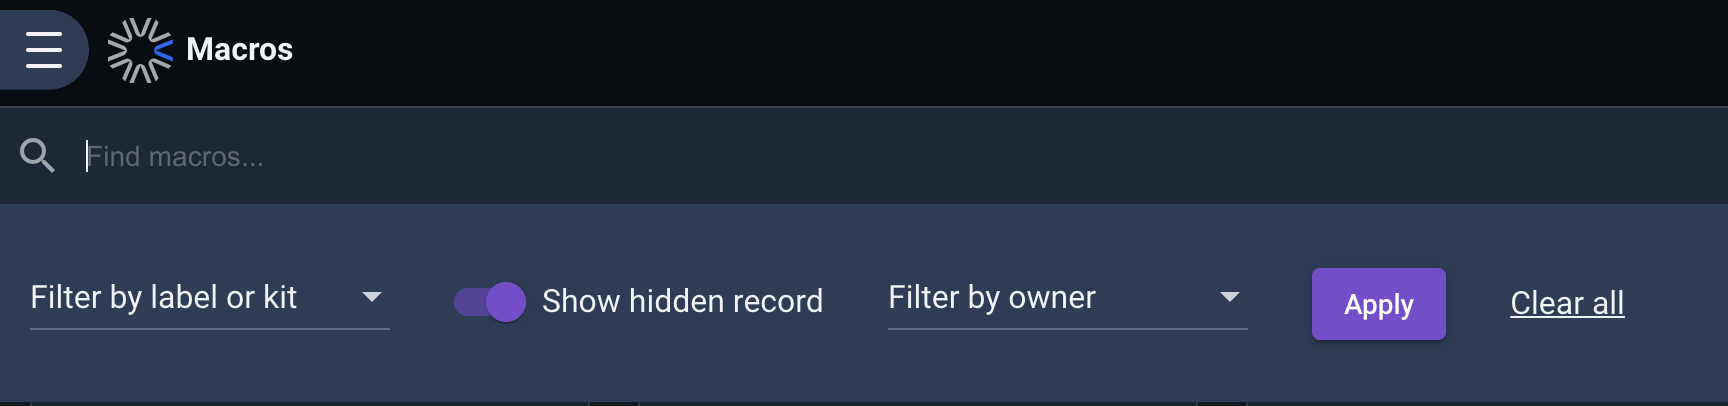 Macros
Find macros...
Filter by label or kit
Show hidden record
Filter by owner
Apply
Clear all